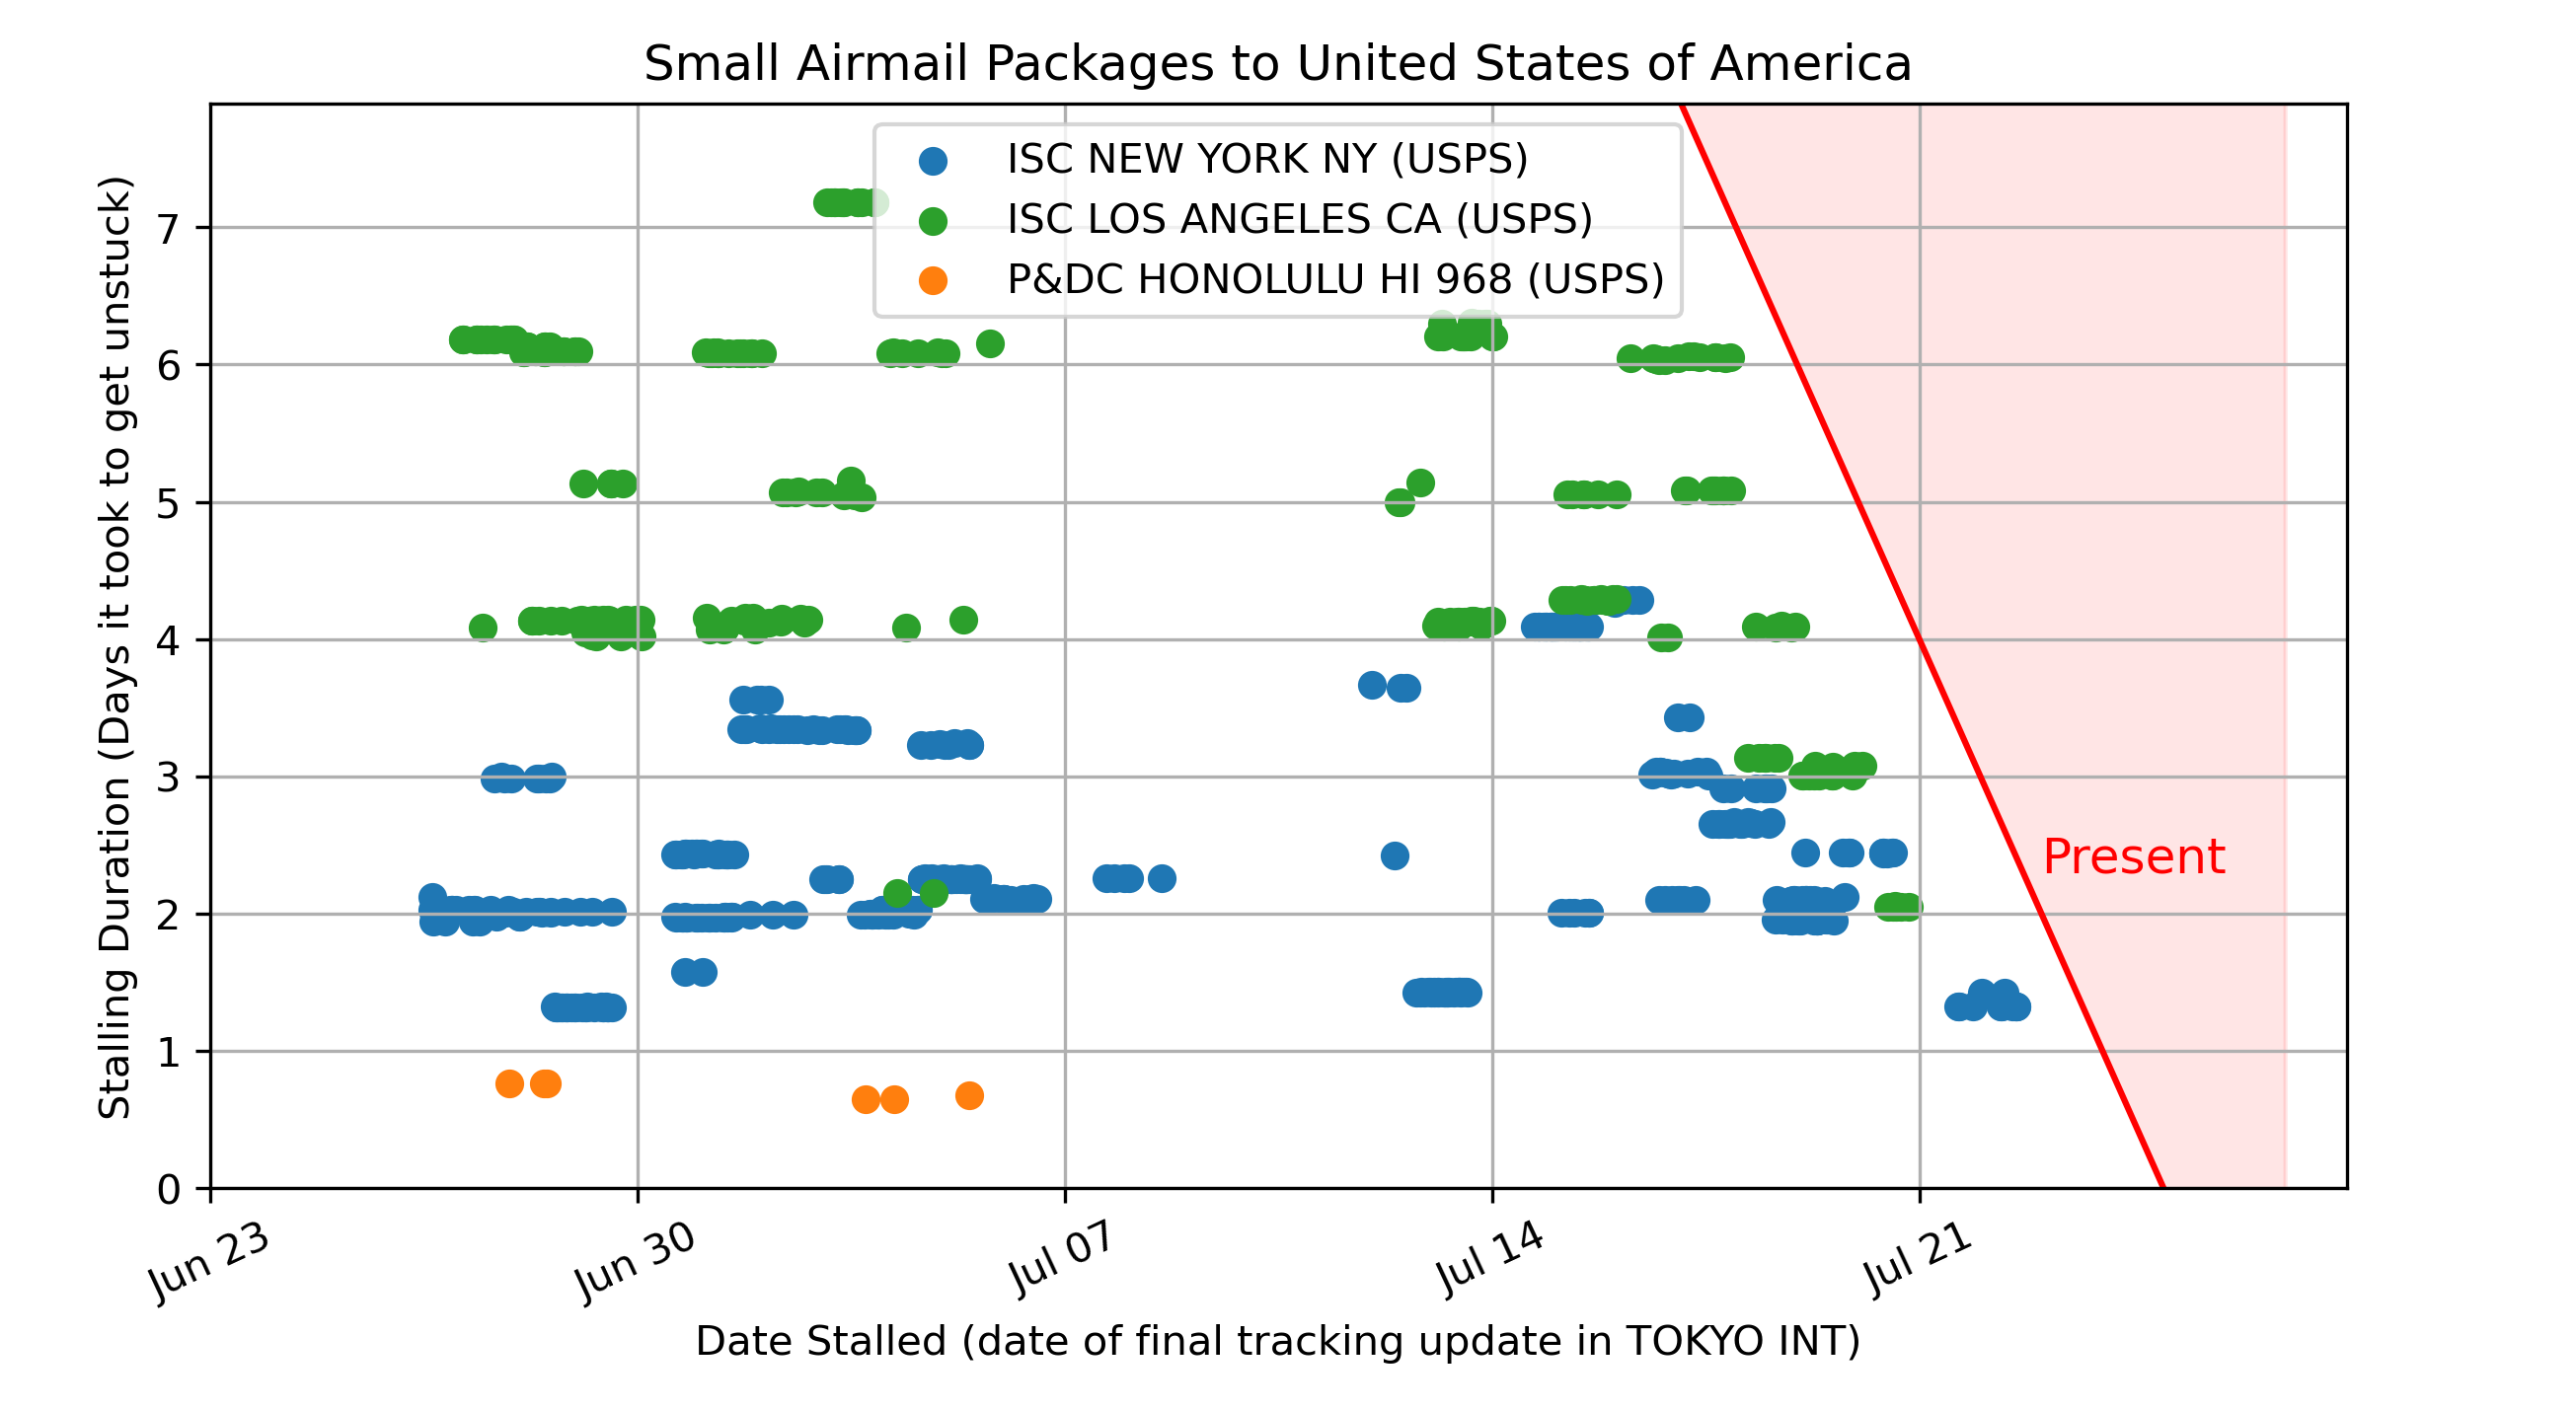 Small Airmail Packages to United States of America
ISC NEW YORK NY (USPS)
ISC LOS ANGELES CA (USPS)
P&DC HONOLULU HI 968 (USPS)
Stalling Duration (Days it took to get unstuck)
7
6
5
4
3
2
1
0
Present
Jun 23
Jun 30
Jul 07
Jul 14
Jul 21
Date Stalled (date of final tracking update in TOKYO INT)